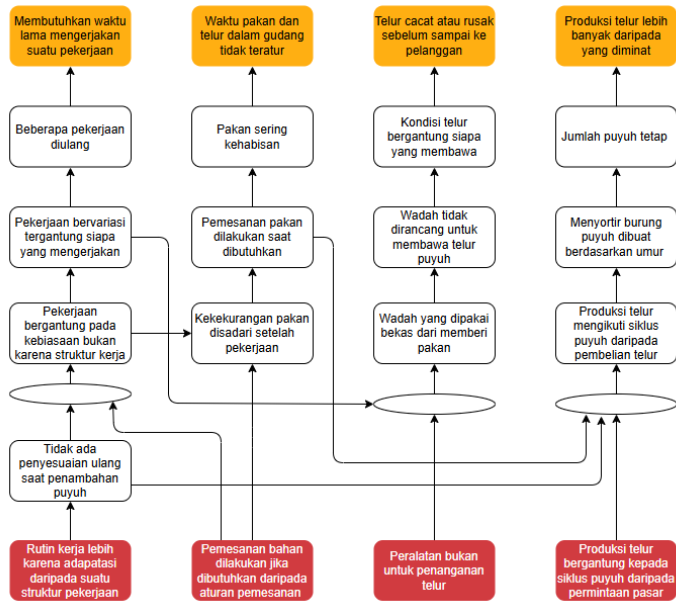 Membutuhkan waktu
lama mengerjakan
suatu pekerjaan
Waktu pakan dan
telur dalam gudang
tidak teratur
Telur cacat atau rusak
sebelum sampai ke
pelanggan
Produksi telur lebih
banyak daripada
yang diminat
Beberapa pekerjaan
diulang
Pakan sering
kehabisan
Kondisi telur
bergantung siapa
yang membawa
Jumlah puyuh tetap
Pekerjaan bervariasi
tergantung siapa
yang mengerjakan
Pemesanan pakan
dilakukan saat
dibutuhkan
Wadah tidak
dirancang untuk
membawa telur
puyuh
Menyortir burung
puyuh dibuat
berdasarkan umur
Pekerjaan
bergantung pada
kebiasaan bukan
karena struktur kerja
Kekekurangan pakan
disadari setelah
pekerjaan
Wadah yang dipakai
bekas dari memberi
pakan
Produksi telur
mengikuti siklus
puyuh daripada
pembelian telur
Tidak ada
penyesuaian ulang
saat penambahan
puyuh
Rutin kerja lebih
karena adapatasi
daripada suatu
struktur pekerjaan
Pemesanan bahan
dilakukan jika
dibutuhkan daripada
aturan pemesanan
Peralatan bukan
untuk penanganan
telur
Produksi telur
bergantung kepada
siklus puyuh daripada
permintaan pasar